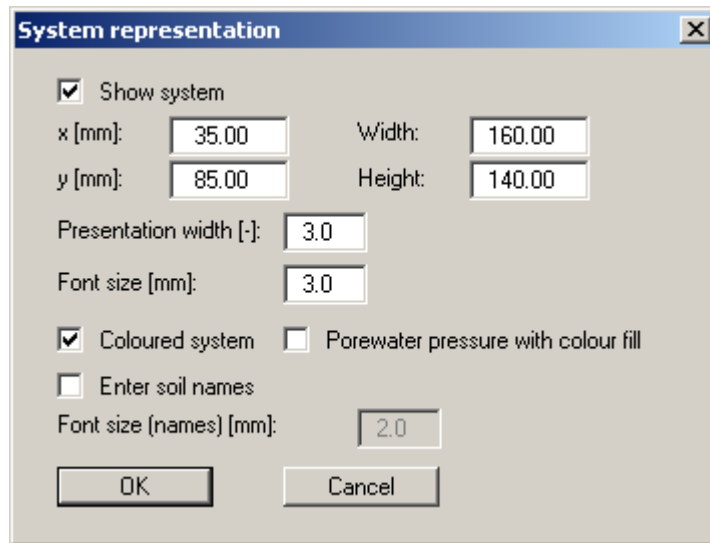 System representation
Show system
x [mm]: 35.00 Width: 160.00
y [mm]: 85.00 Height: 140.00
Presentation width [-]: 3.0
Font size [mm]: 3.0
Coloured system Porewater pressure with colour fill
Enter soil names
Font size (names) [mm]: 2.0
OK Cancel